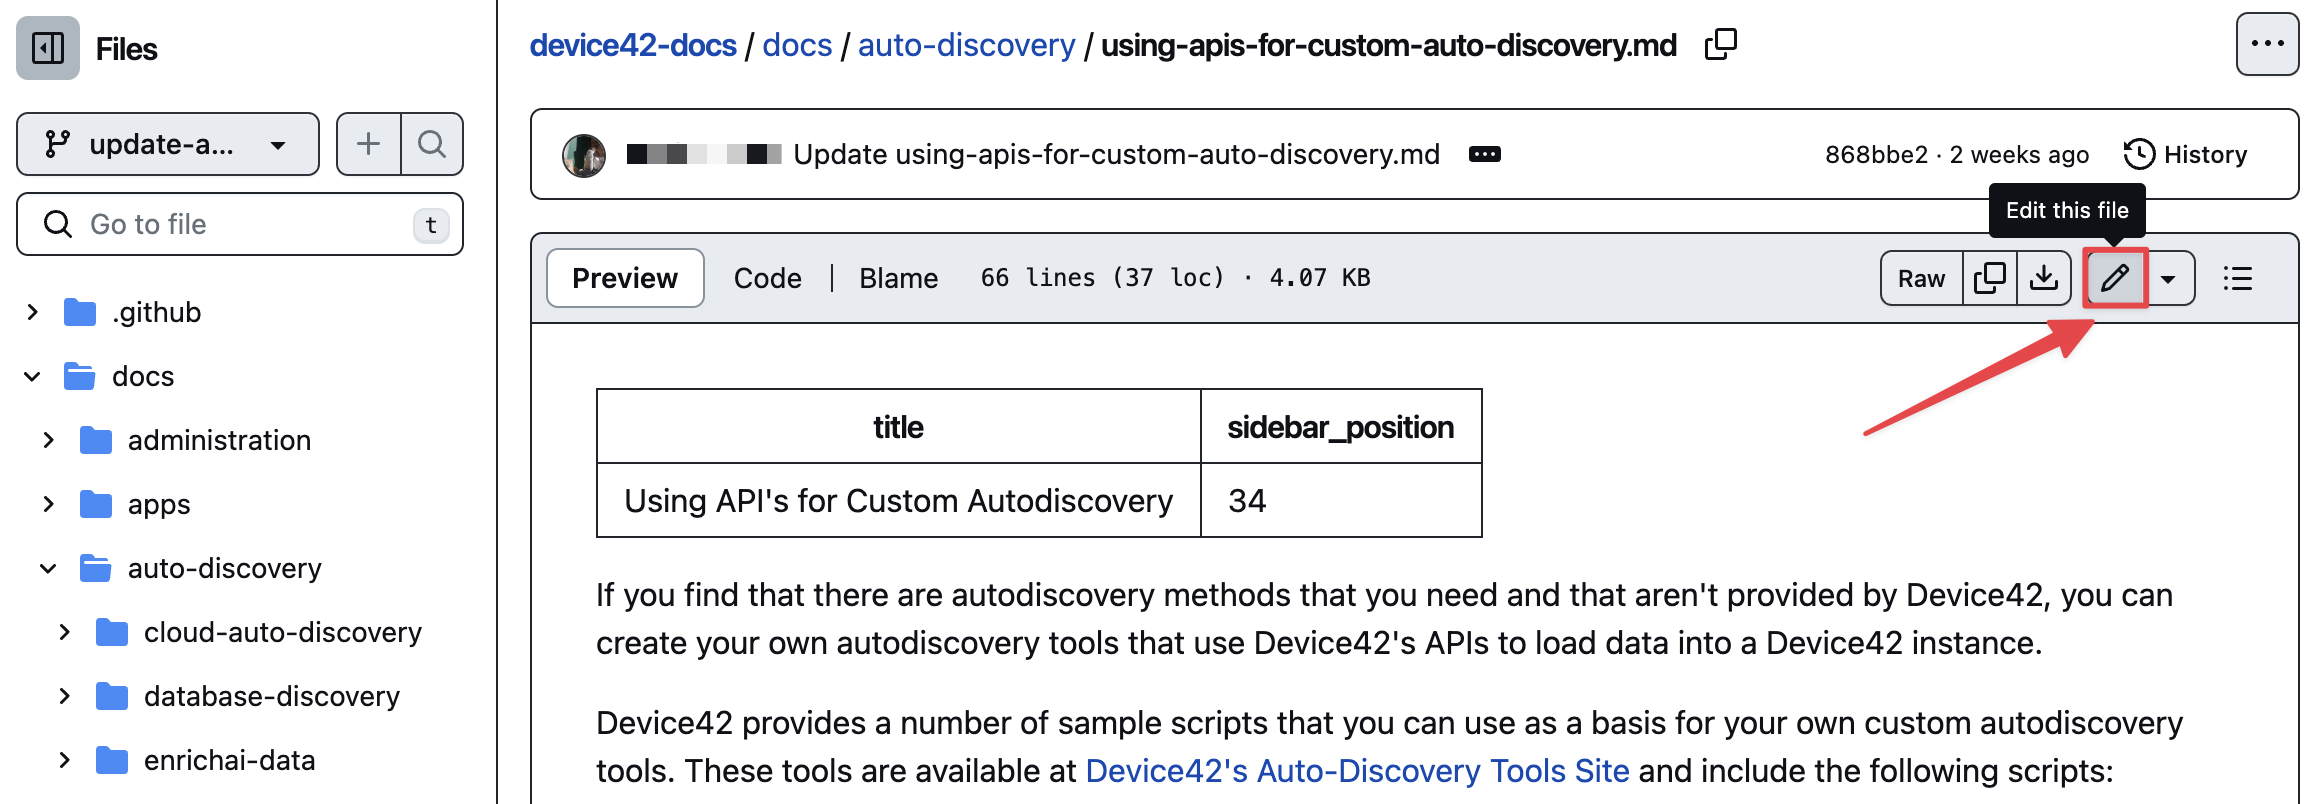 Files
device42-docs / docs / auto-discovery / using-apis-for-custom-auto-discovery.md
update-a...
Go to file
t
Update using-apis-for-custom-auto-discovery.md
868bbe2 · 2 weeks ago
History
Edit this file
Preview
Code
Blame
66 lines (37 loc) · 4.07 KB
Raw
.github
docs
administration
apps
auto-discovery
cloud-auto-discovery
database-discovery
enrichai-data
title
sidebar_position
Using API's for Custom Autodiscovery
34
If you find that there are autodiscovery methods that you need and that aren't provided by Device42, you can
create your own autodiscovery tools that use Device42's APIs to load data into a Device42 instance.
Device42 provides a number of sample scripts that you can use as a basis for your own custom autodiscovery
tools. These tools are available at Device42's Auto-Discovery Tools Site and include the following scripts: